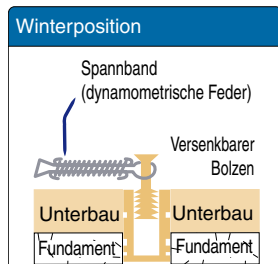 Winterposition
Spannband
(dynamometrische Feder)
Versenkbarer
Bolzen
Unterbau
Unterbau
Fundament
Fundament